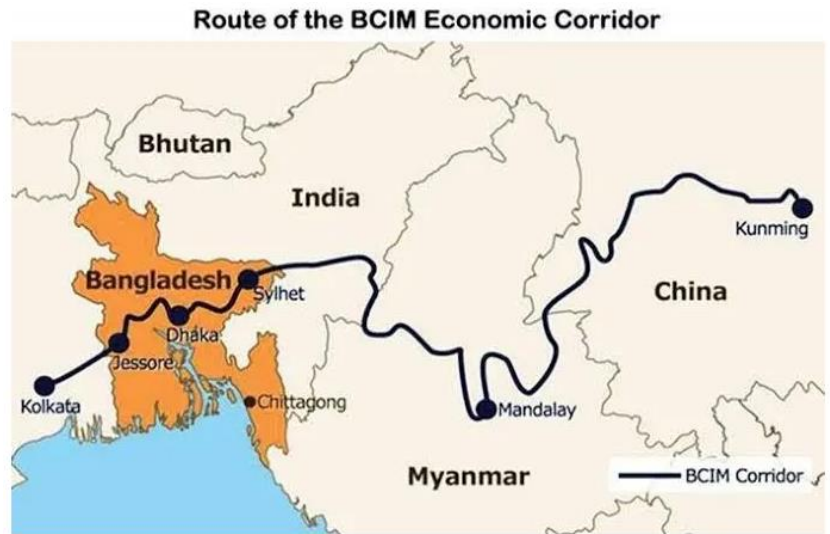 Route of the BCIM Economic Corridor
Bhutan
India
Kunming
Bangladesh
Sylhet
China
Dhaka
Jessore
Kolkata
Chittagong
Mandalay
Myanmar
BCIM Corridor